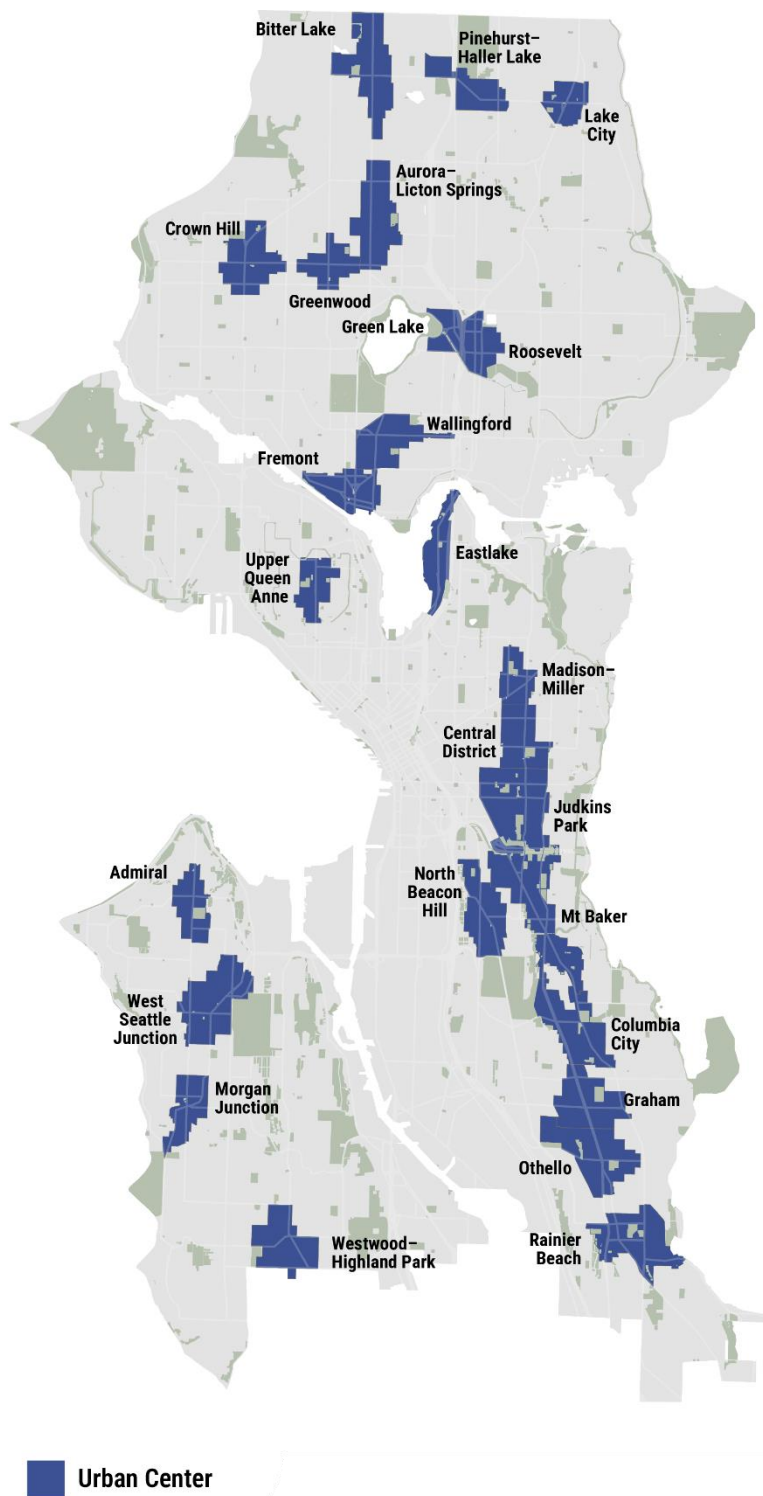 Bitter Lake
Pinehurst–
Haller Lake
Lake
City
Aurora–
Licton Springs
Crown Hill
Greenwood
Green Lake
Roosevelt
Wallingford
Fremont
Eastlake
Upper
Queen
Anne
Madison–
Miller
Central
District
Judkins
Park
Admiral
North
Beacon
Hill
Mt Baker
West
Seattle
Junction
Columbia
City
Morgan
Junction
Graham
Othello
Westwood–
Highland Park
Rainier
Beach
Urban Center